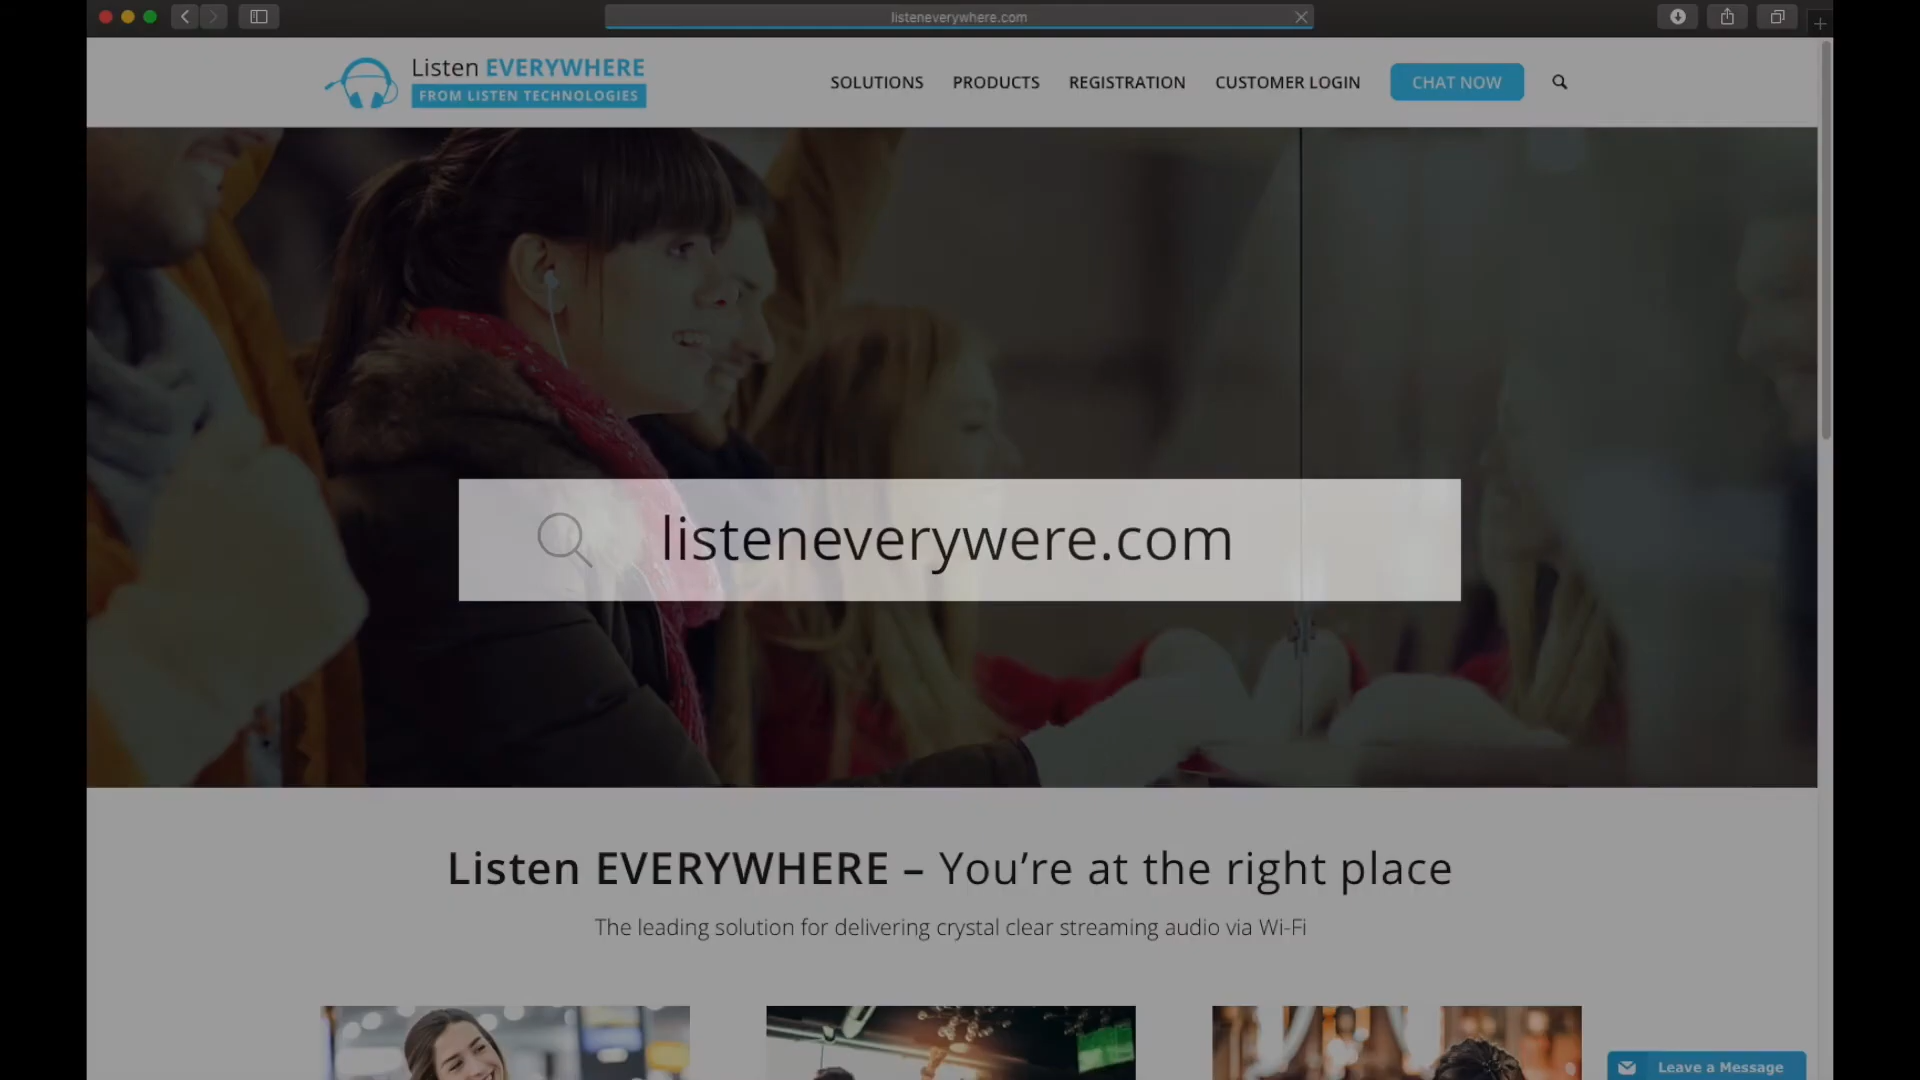 listeneverywhere.com
Listen EVERYWHERE
FROM LISTEN TECHNOLOGIES
SOLUTIONS PRODUCTS REGISTRATION CUSTOMER LOGIN CHAT NOW
listeneverywere.com
Listen EVERYWHERE – You’re at the right place
The leading solution for delivering crystal clear streaming audio via Wi-Fi
Leave a Message